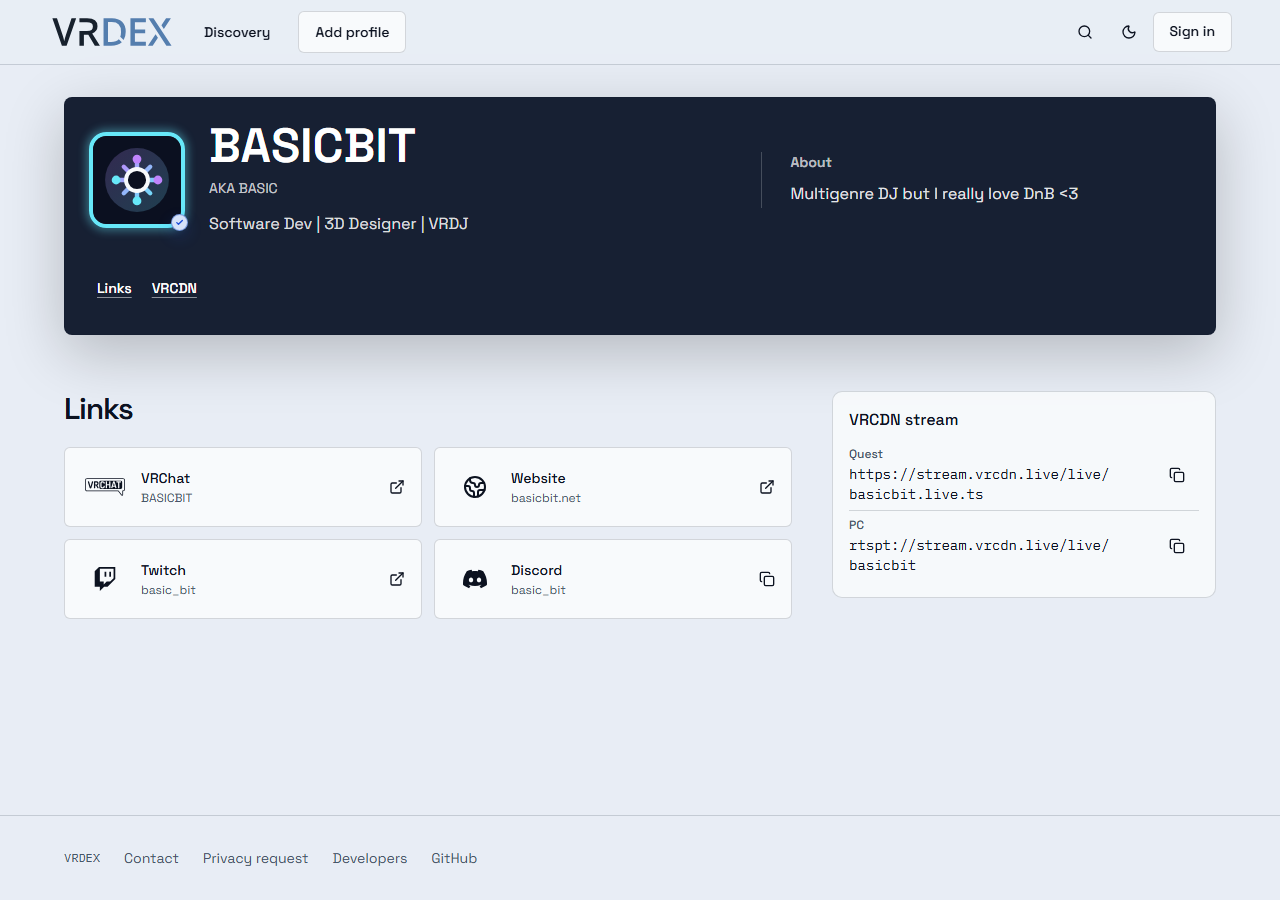 VRDEX
Discovery
Add profile
Sign in
BASICBIT
AKA BASIC
Software Dev | 3D Designer | VRDJ
About
Multigenre DJ but I really love DnB <3
Links
VRCDN
Links
VRCHAT
VRChat
BASICBIT
Website
basicbit.net
Twitch
basic_bit
Discord
basic_bit
VRCDN stream
Quest
https://stream.vrcdn.live/live/
basicbit.live.ts
PC
rtspt://stream.vrcdn.live/live/
basicbit
VRDEX
Contact
Privacy request
Developers
GitHub